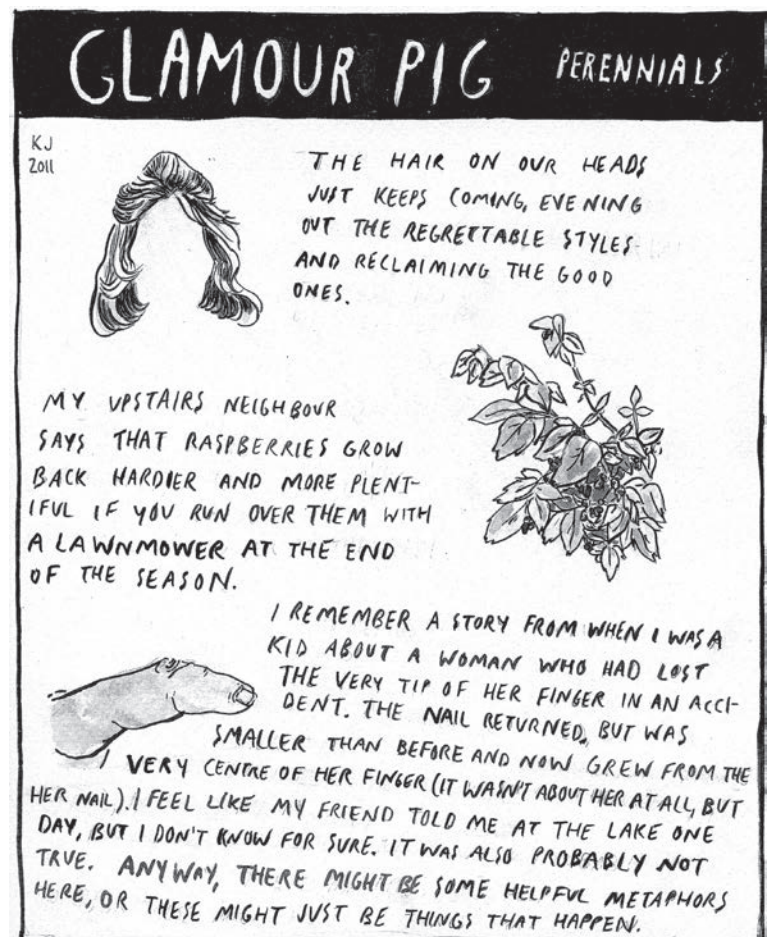 GLAMOUR PIG PERENNIALS
KJ
2011
THE HAIR ON OUR HEADS
JUST KEEPS COMING, EVENING
OUT THE REGRETTABLE STYLES
AND RECLAIMING THE GOOD
ONES.
MY UPSTAIRS NEIGHBOUR
SAYS THAT RASPBERRIES GROW
BACK HARDIER AND MORE PLENT-
IFUL IF YOU RUN OVER THEM WITH
A LAWNMOWER AT THE END
OF THE SEASON.
I REMEMBER A STORY FROM WHEN I WAS A
KID ABOUT A WOMAN WHO HAD LOST
THE VERY TIP OF HER FINGER IN AN ACCI-
DENT. THE NAIL RETURNED, BUT WAS
SMALLER THAN BEFORE AND NOW GREW FROM THE
VERY CENTRE OF HER FINGER (IT WASN'T ABOUT HER AT ALL, BUT
HER NAIL). I FEEL LIKE MY FRIEND TOLD ME AT THE LAKE ONE
DAY, BUT I DON'T KNOW FOR SURE. IT WAS ALSO PROBABLY NOT
TRUE. ANYWAY, THERE MIGHT BE SOME HELPFUL METAPHORS
HERE, OR THESE MIGHT JUST BE THINGS THAT HAPPEN.